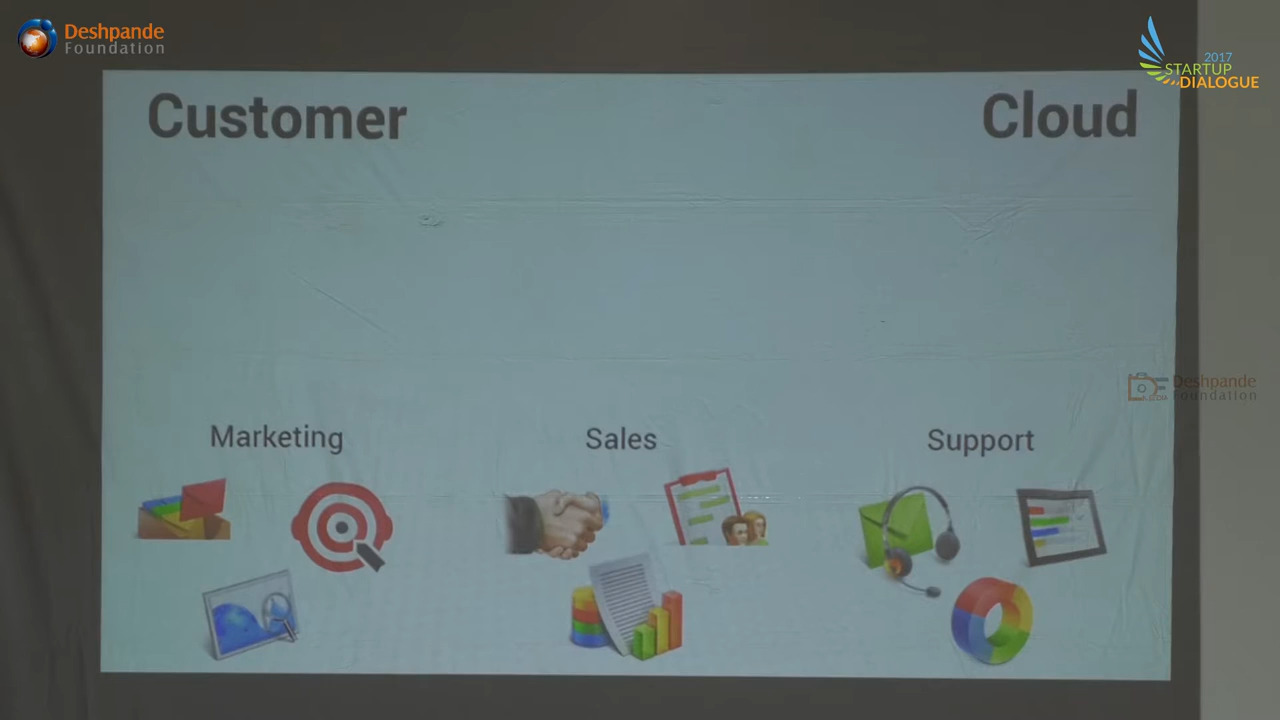 Deshpande
Foundation
2017
STARTUP
DIALOGUE
Customer
Cloud
Deshpande
Foundation
Marketing
Sales
Support